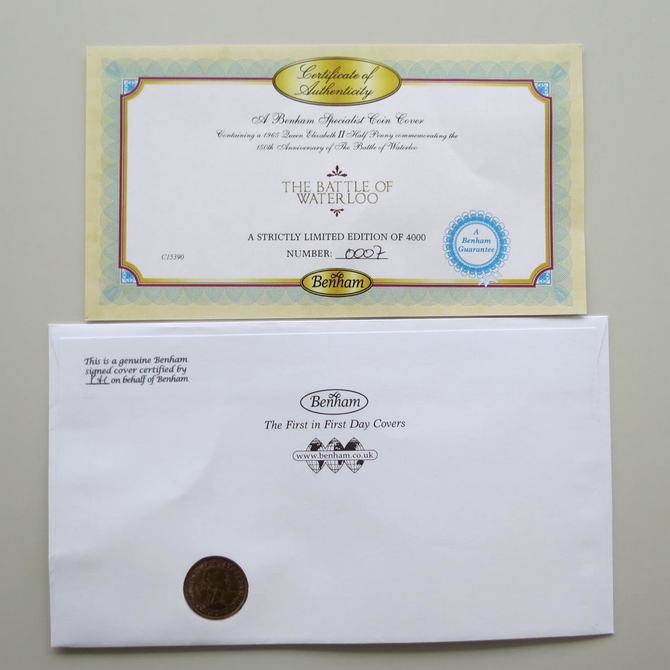 Certificate of
Authenticity
A Benham Specialist Coin Cover
Containing a 1965 Queen Elizabeth II Half Penny commemorating the
150th Anniversary of The Battle of Waterloo
THE BATTLE OF
WATERLOO
A STRICTLY LIMITED EDITION OF 4000
NUMBER: 0007
C15390
A
Benham
Guarantee
Benham
This is a genuine Benham
signed cover certified by
on behalf of Benham
Benham
The First in First Day Covers
www.benham.co.uk